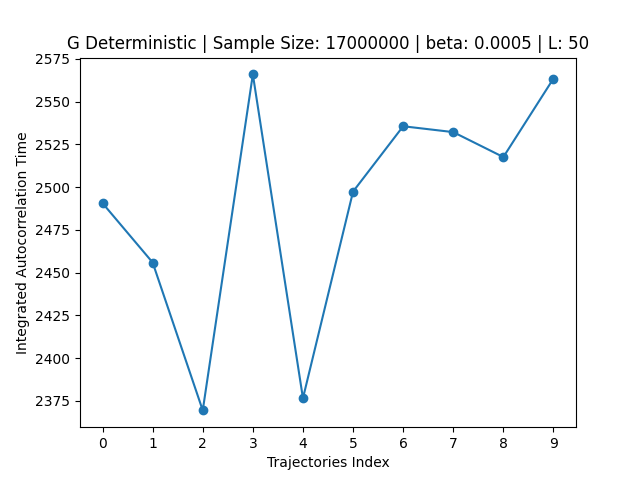 G Deterministic | Sample Size: 17000000 | beta: 0.0005 | L: 50
2575
2550
2525
2500
2475
2450
2425
2400
2375
Integrated Autocorrelation Time
0 1 2 3 4 5 6 7 8 9
Trajectories Index